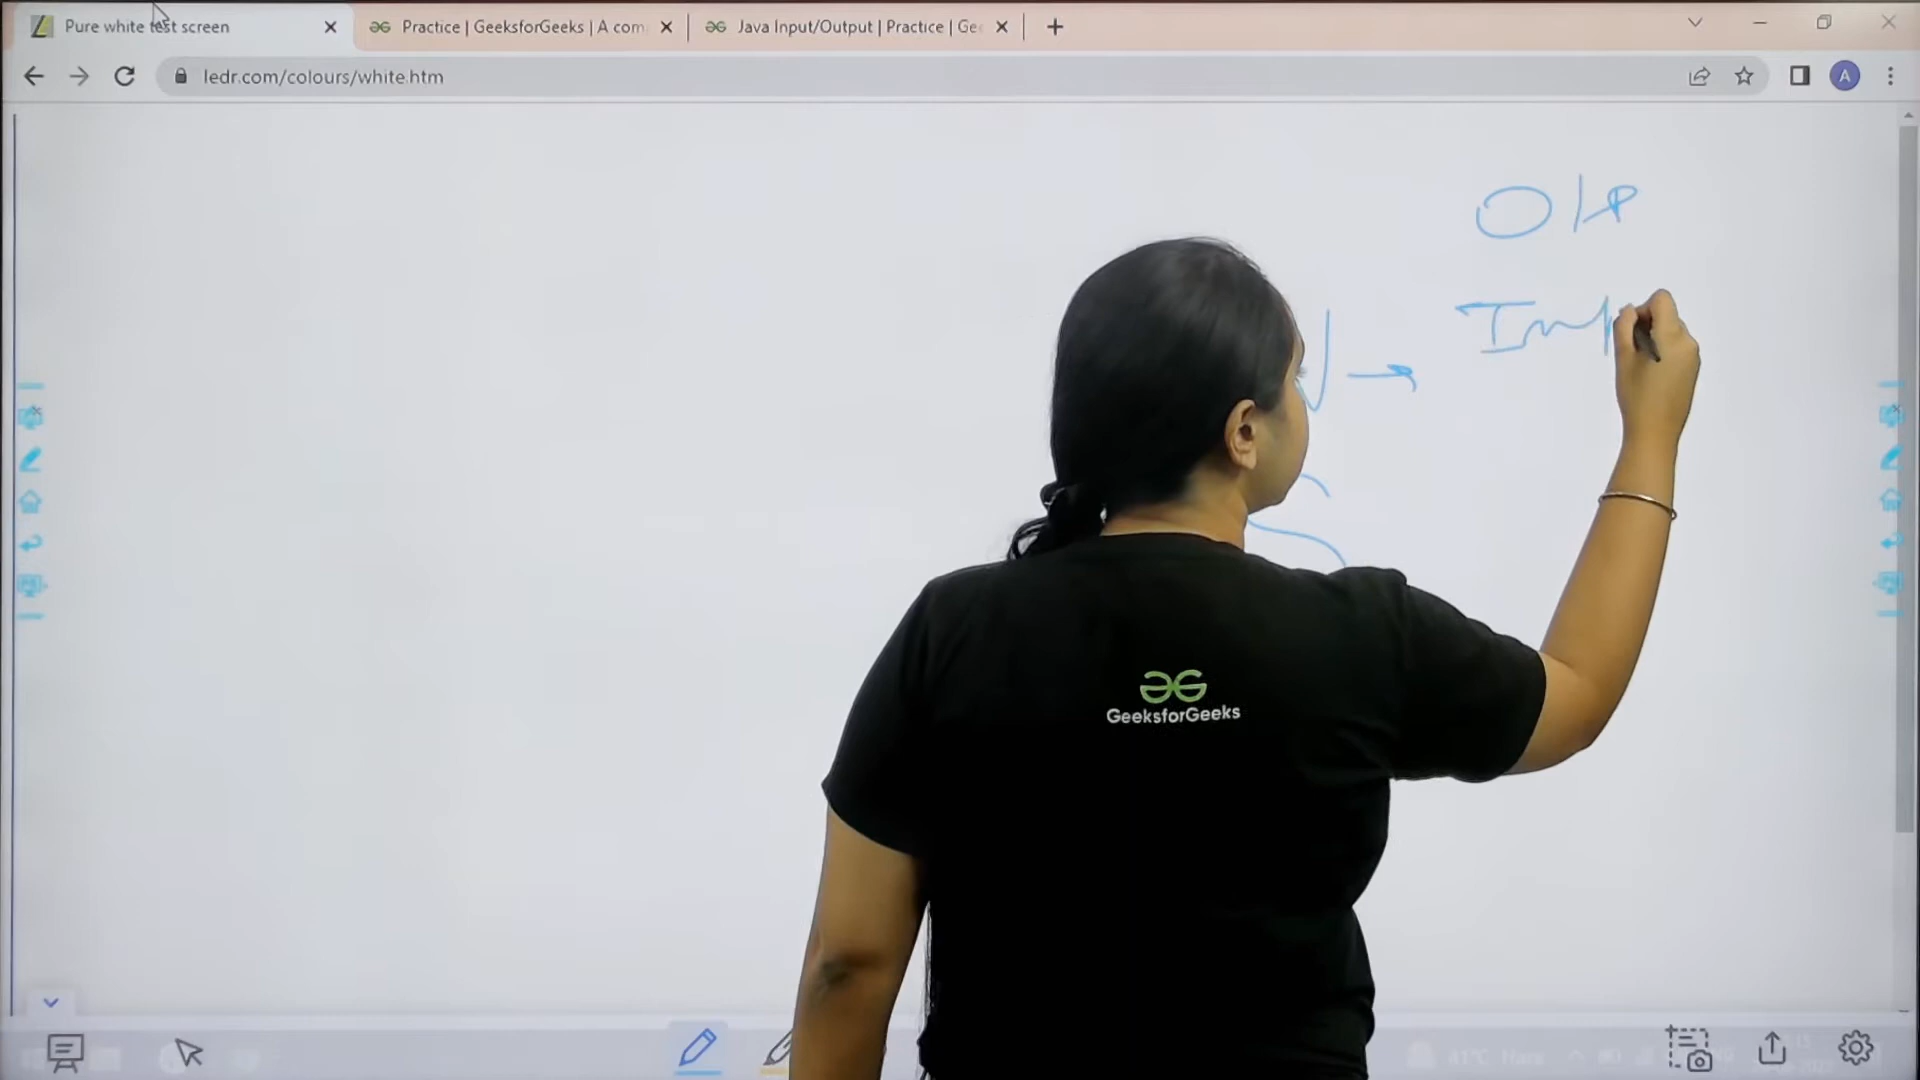 Pure white test screen
Practice | GeeksforGeeks | A com
Java Input/Output | Practice | Ge
ledr.com/colours/white.htm
A
O/P
Inp
GeeksforGeeks
41°C